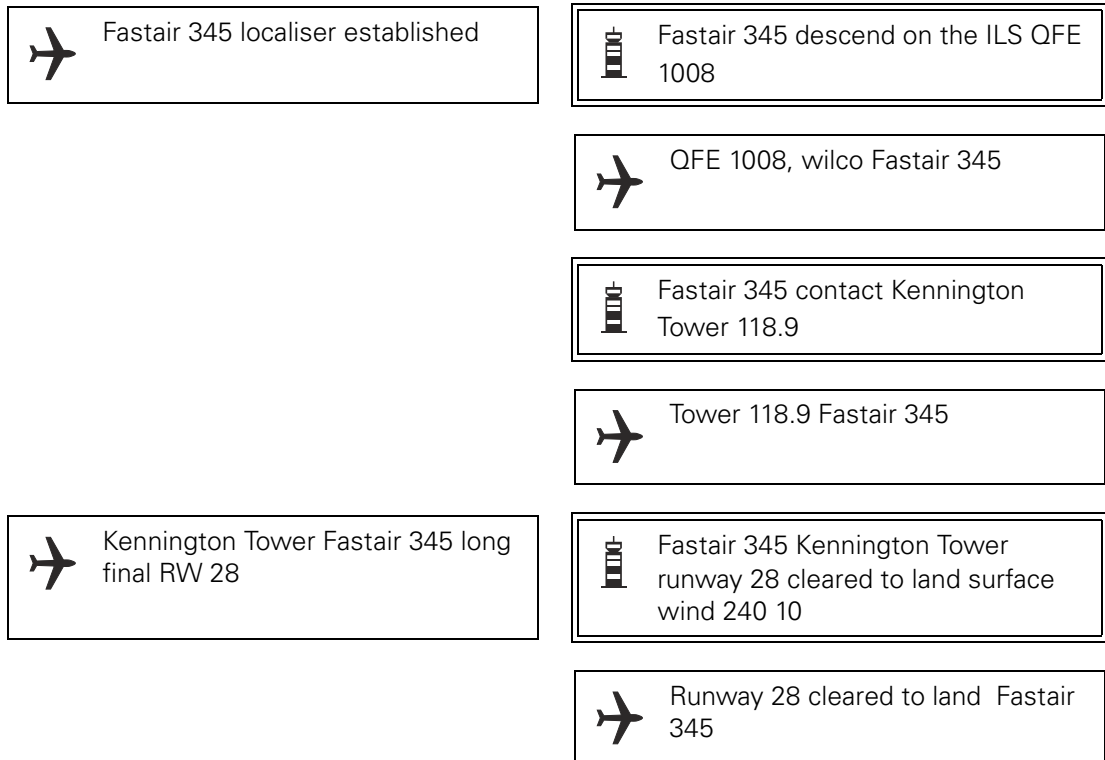 Fastair 345 localiser established
Fastair 345 descend on the ILS QFE
1008
QFE 1008, wilco Fastair 345
Fastair 345 contact Kennington
Tower 118.9
Tower 118.9 Fastair 345
Kennington Tower Fastair 345 long
final RW 28
Fastair 345 Kennington Tower
runway 28 cleared to land surface
wind 240 10
Runway 28 cleared to land  Fastair
345